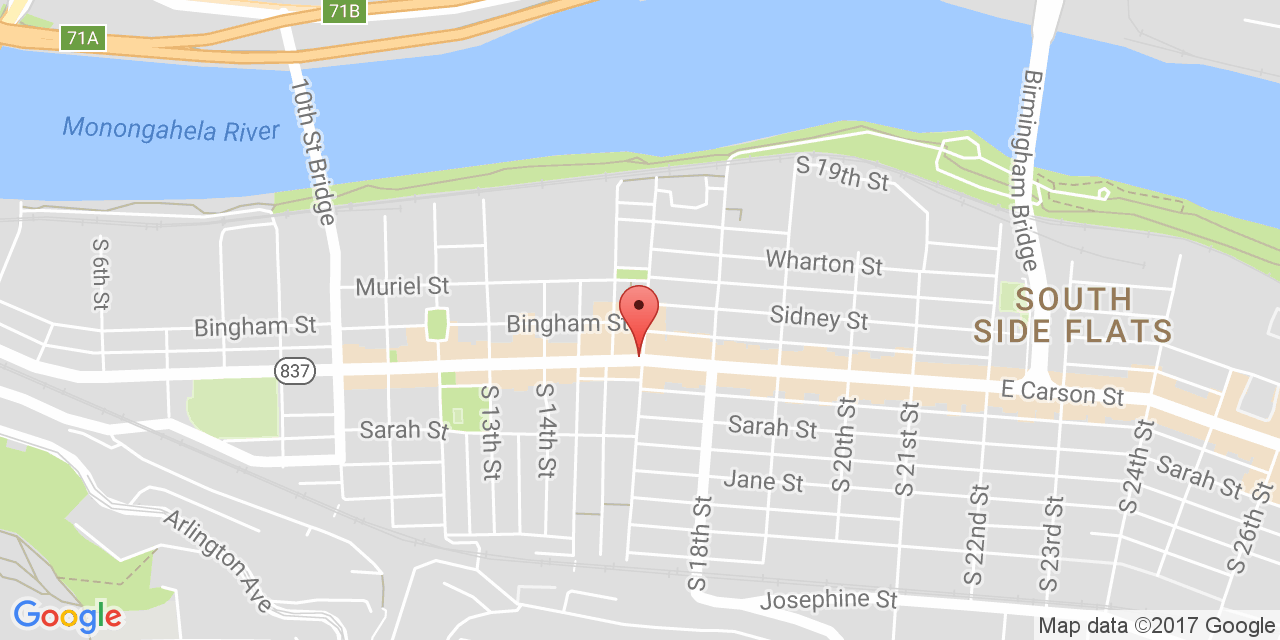 71B
71A
10th St Bridge
Birmingham Bridge
Monongahela River
S 19th St
S 6th St
Wharton St
Muriel St
SOUTH
SIDE FLATS
Bingham St
Bingham St
Sidney St
837
E Carson St
S 13th St
S 14th St
Sarah St
Sarah St
S 20th St
S 21st St
S 24th St
Sarah St
Jane St
S 18th St
S 22nd St
S 23rd St
S 26th St
Arlington Ave
Josephine St
Google
Map data ©2017 Google